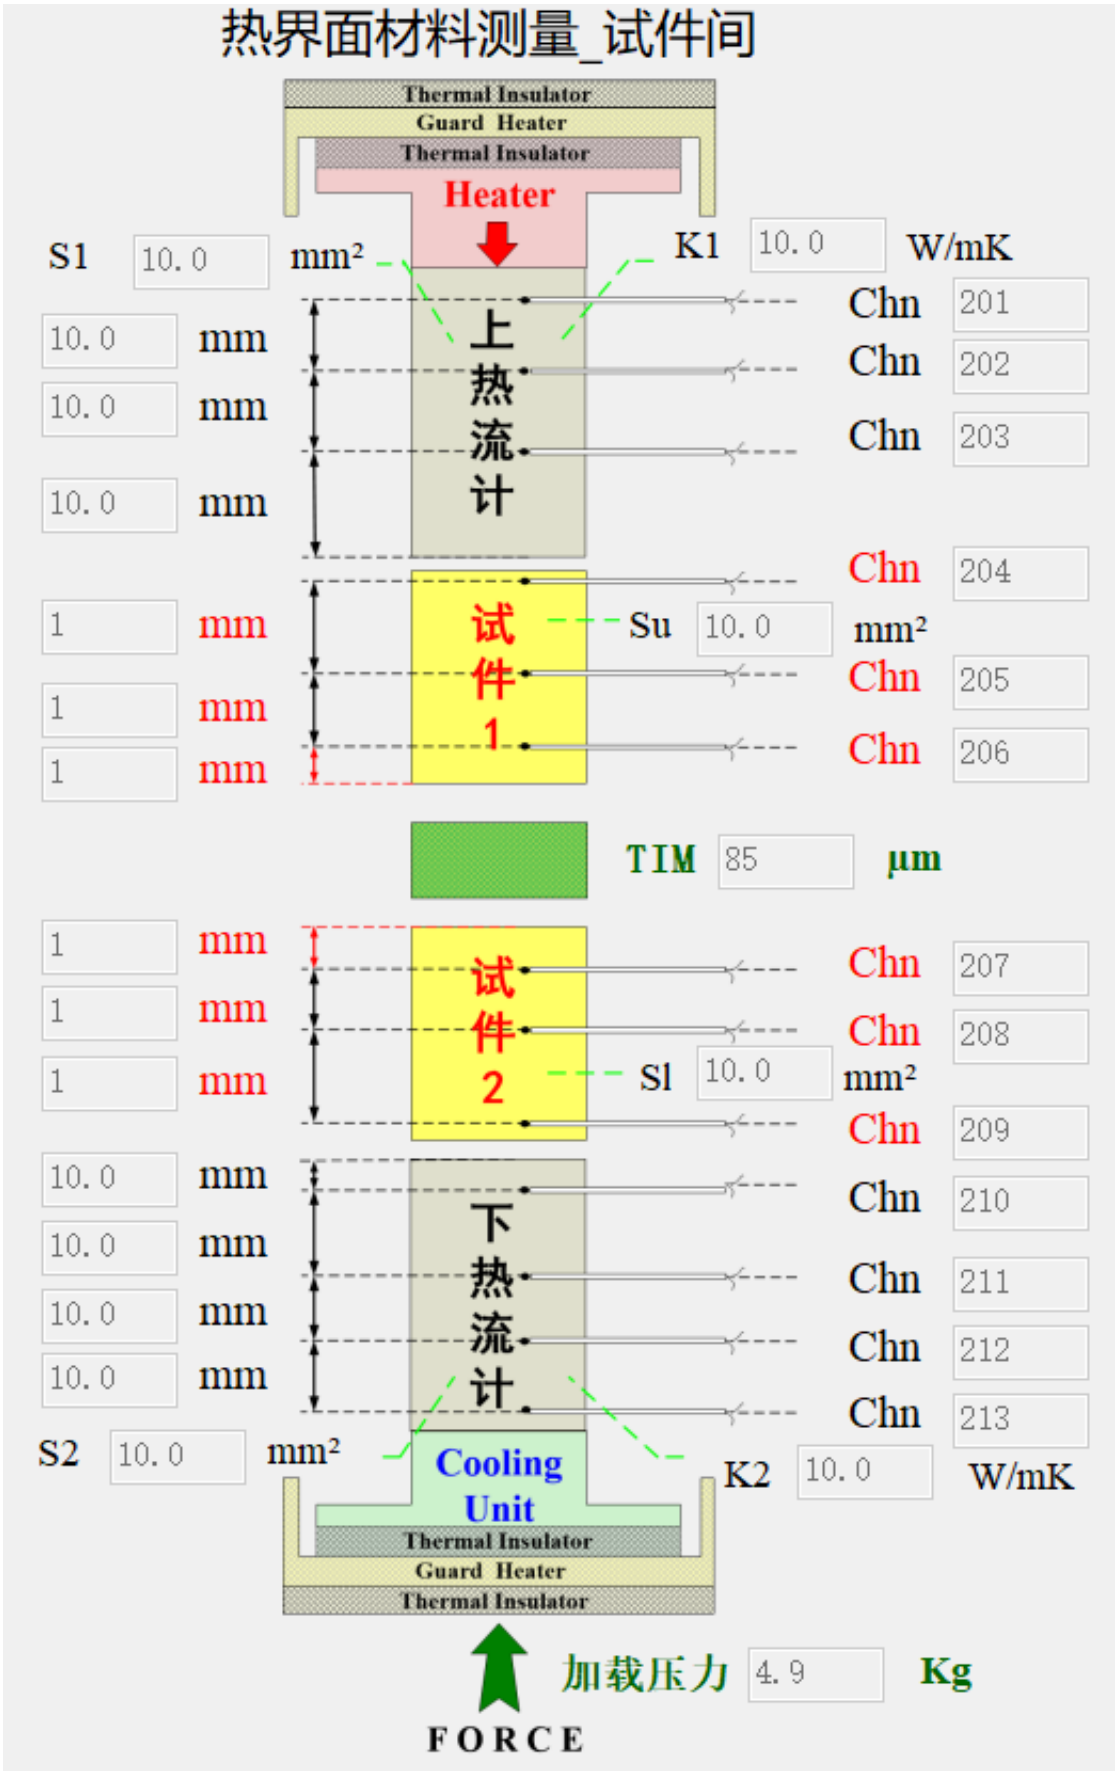 热界面材料测量_试件间
Thermal Insulator
Guard Heater
Thermal Insulator
Heater
S1 10.0 mm²
K1 10.0 W/mK
Chn 201
10.0 mm
Chn 202
10.0 mm
Chn 203
10.0 mm
上热流计
Chn 204
1 mm
Su 10.0 mm²
Chn 205
1 mm
Chn 206
1 mm
试件1
TIM 85 μm
1 mm
Chn 207
1 mm
Chn 208
1 mm
Sl 10.0 mm²
Chn 209
试件2
10.0 mm
Chn 210
10.0 mm
Chn 211
10.0 mm
Chn 212
10.0 mm
Chn 213
下热流计
S2 10.0 mm²
K2 10.0 W/mK
Cooling
Unit
Thermal Insulator
Guard Heater
Thermal Insulator
加载压力 4.9 Kg
FORCE